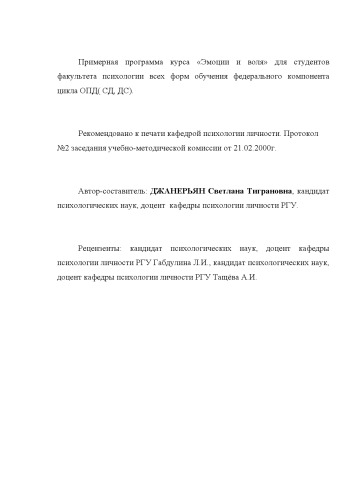 Примерная программа курса «Эмоции и воля» для студентов
факультета психологии всех форм обучения федерального компонента
цикла ОПД( СД, ДС).
Рекомендовано к печати кафедрой психологии личности. Протокол
№2 заседания учебно-методической комиссии от 21.02.2000г.
Автор-составитель: ДЖАНЕРЬЯН Светлана Тиграновна, кандидат
психологических наук, доцент кафедры психологии личности РГУ.
Рецензенты: кандидат психологических наук, доцент кафедры
психологии личности РГУ Габдулина Л.И., кандидат психологических наук,
доцент кафедры психологии личности РГУ Тащёва А.И.